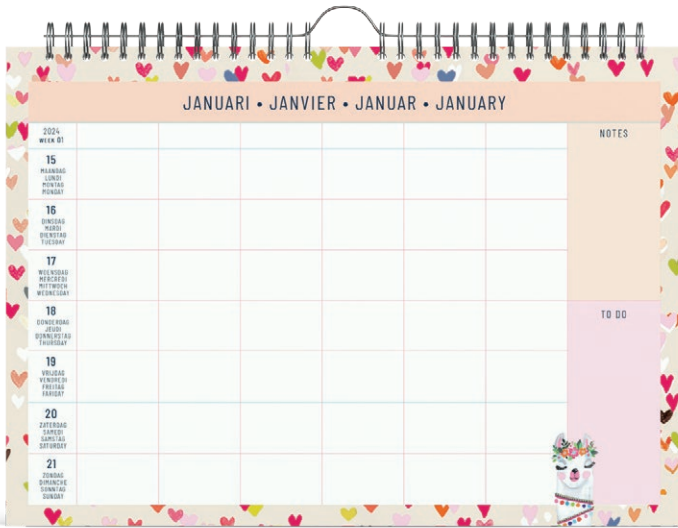 JANUARI • JANVIER • JANUAR • JANUARY
2024
WEEK 01
NOTES
15
MAANDAG
LUNDI
MONTAG
MONDAY
16
DINSDAG
MARDI
DIENSTAG
TUESDAY
17
WOENSDAG
MERCREDI
MITTWOCH
WEDNESDAY
18
DONDERDAG
JEUDI
DONNERSTAG
THURSDAY
TO DO
19
VRIJDAG
VENDREDI
FREITAG
FARIDAY
20
ZATERDAG
SAMEDI
SAMSTAG
SATURDAY
21
ZONDAG
DIMANCHE
SONNTAG
SUNDAY